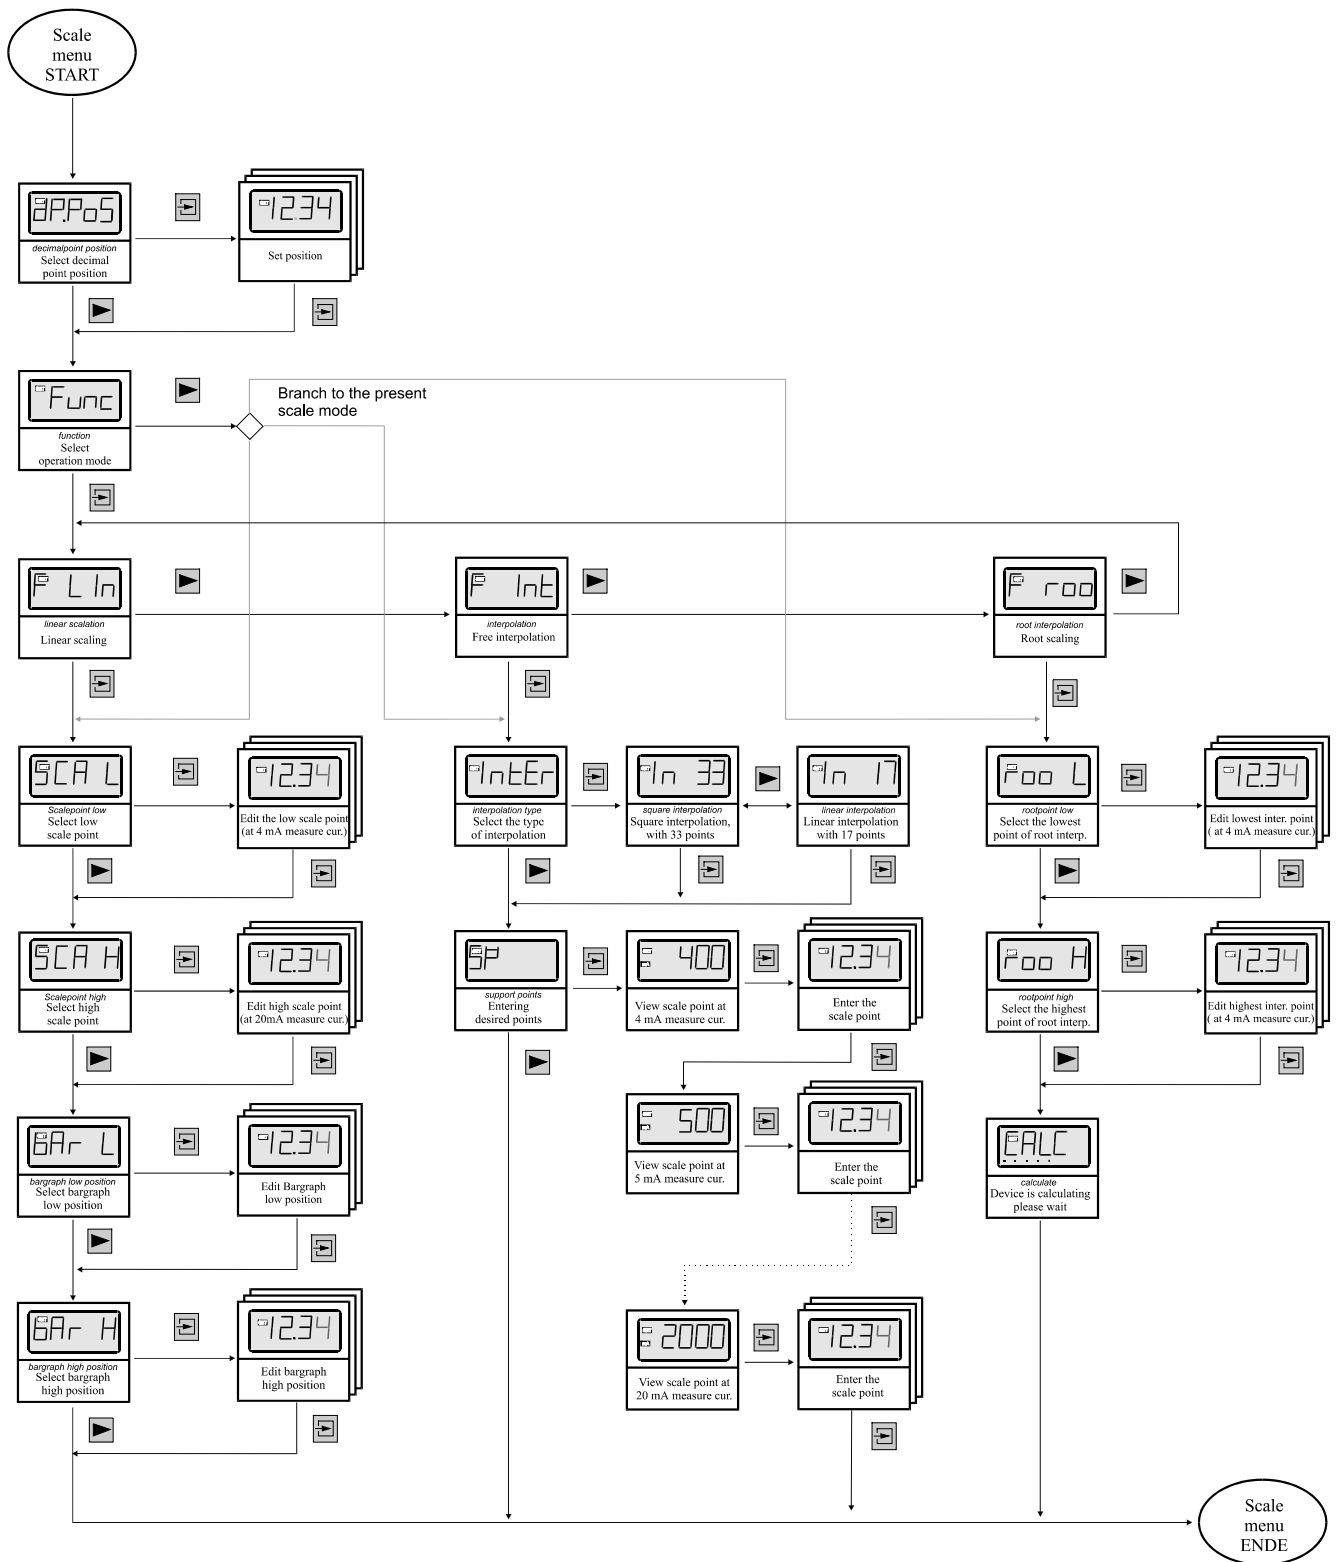 Scale
menu
START
dP.PoS
12.34
decimalpoint position
Select decimal
point position
Set position
Func
Branch to the present
scale mode
function
Select
operation mode
F LIn
F Int
F roo
linear scalation
Linear scaling
interpolation
Free interpolation
root interpolation
Root scaling
SCA L
12.34
IntEr
In 33
In 17
roo L
12.34
Scalepoint low
Select low
scale point
Edit the low scale point
(at 4 mA measure cur.)
interpolation type
Select the type
of interpolation
square interpolation
Square interpolation,
with 33 points
linear interpolation
Linear interpolation
with 17 points
rootpoint low
Select the lowest
point of root interp.
Edit lowest inter. point
( at 4 mA measure cur.)
SCA H
12.34
SP
400
12.34
roo H
12.34
Scalepoint high
Select high
scale point
Edit high scale point
(at 20mA measure cur.)
support points
Entering
desired points
View scale point at
4 mA measure cur.
Enter the
scale point
rootpoint high
Select the highest
point of root interp.
Edit highest inter. point
( at 4 mA measure cur.)
bAr L
12.34
500
12.34
CALC
bargraph low position
Select bargraph
low position
Edit Bargraph
low position
View scale point at
5 mA measure cur.
Enter the
scale point
calculate
Device is calculating
please wait
bAr H
12.34
2000
12.34
bargraph high position
Select bargraph
high position
Edit bargraph
high position
View scale point at
20 mA measure cur.
Enter the
scale point
Scale
menu
ENDE